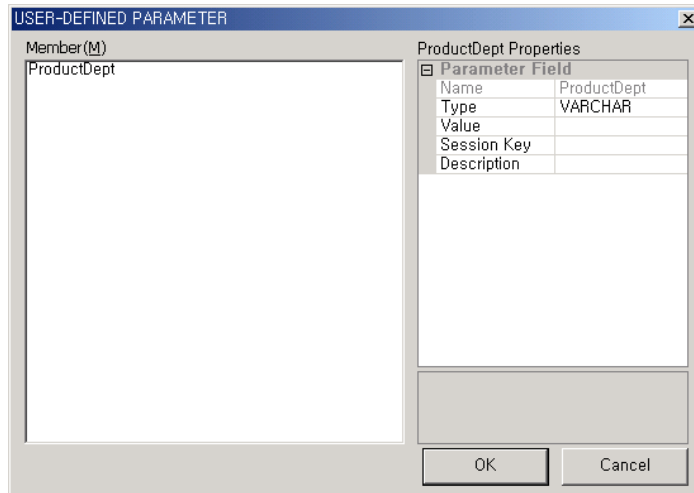 USER-DEFINED PARAMETER
Member(M)
ProductDept
ProductDept Properties
Parameter Field
Name ProductDept
Type VARCHAR
Value
Session Key
Description
OK Cancel